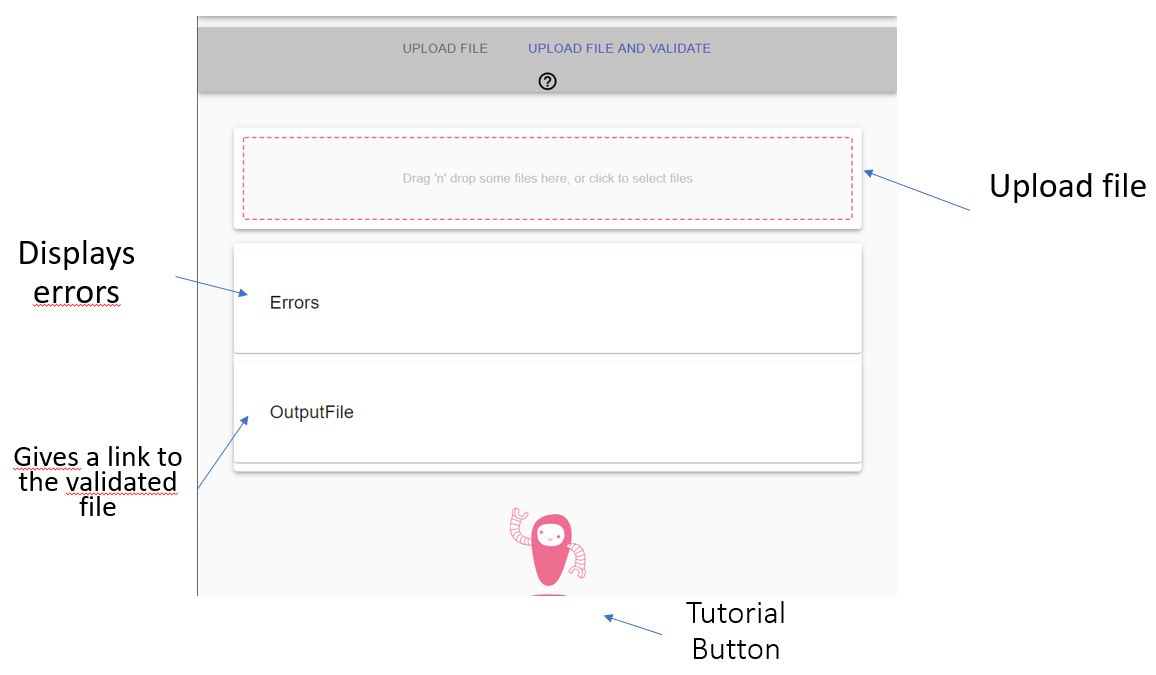 UPLOAD FILE
UPLOAD FILE AND VALIDATE
?
Drag 'n' drop some files here, or click to select files
Upload file
Displays
errors
Errors
OutputFile
Gives a link to
the validated
file
Tutorial
Button